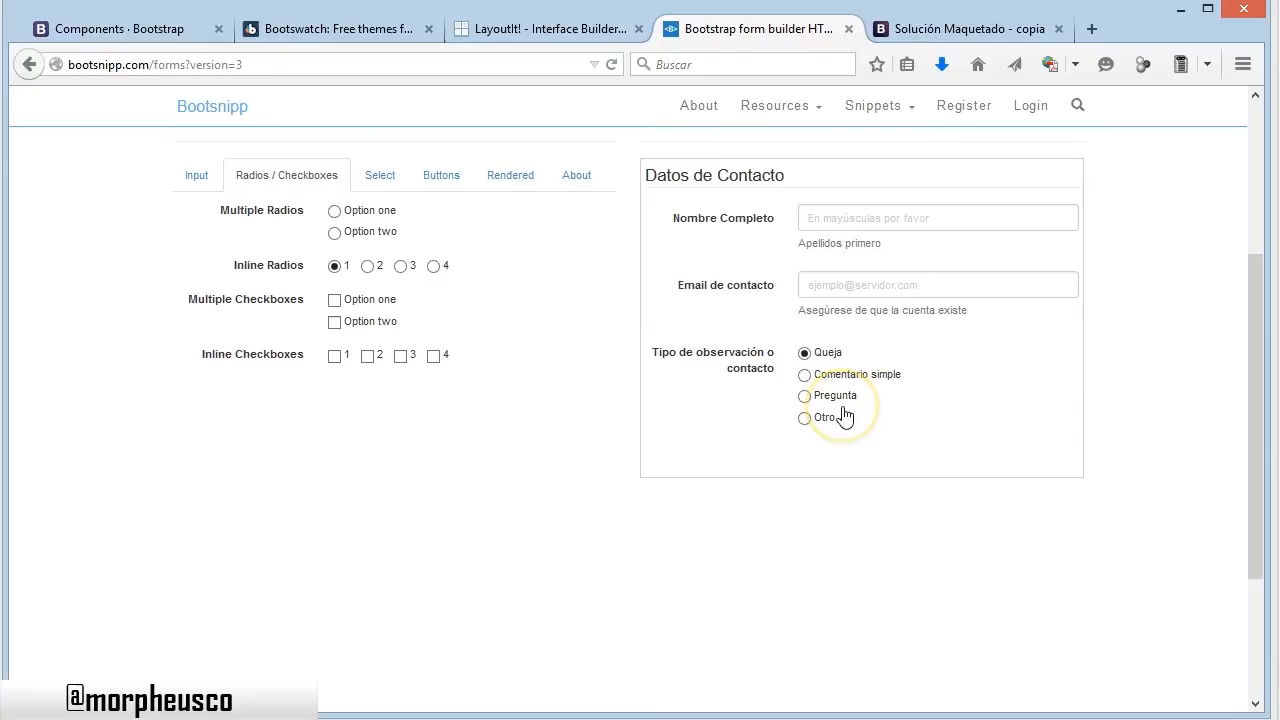 Components · Bootstrap
Bootswatch: Free themes f...
LayoutIt! - Interface Builder...
Bootstrap form builder HT...
Solución Maquetado - copia
bootsnipp.com/forms?version=3
Buscar
Bootsnipp
About
Resources
Snippets
Register
Login
Input
Radios / Checkboxes
Select
Buttons
Rendered
About
Multiple Radios
Option one
Option two
Inline Radios
1 2 3 4
Multiple Checkboxes
Option one
Option two
Inline Checkboxes
1 2 3 4
Datos de Contacto
Nombre Completo
En mayúsculas por favor
Apellidos primero
Email de contacto
ejemplo@servidor.com
Asegúrese de que la cuenta existe
Tipo de observación o
contacto
Queja
Comentario simple
Pregunta
Otro
@morpheusco